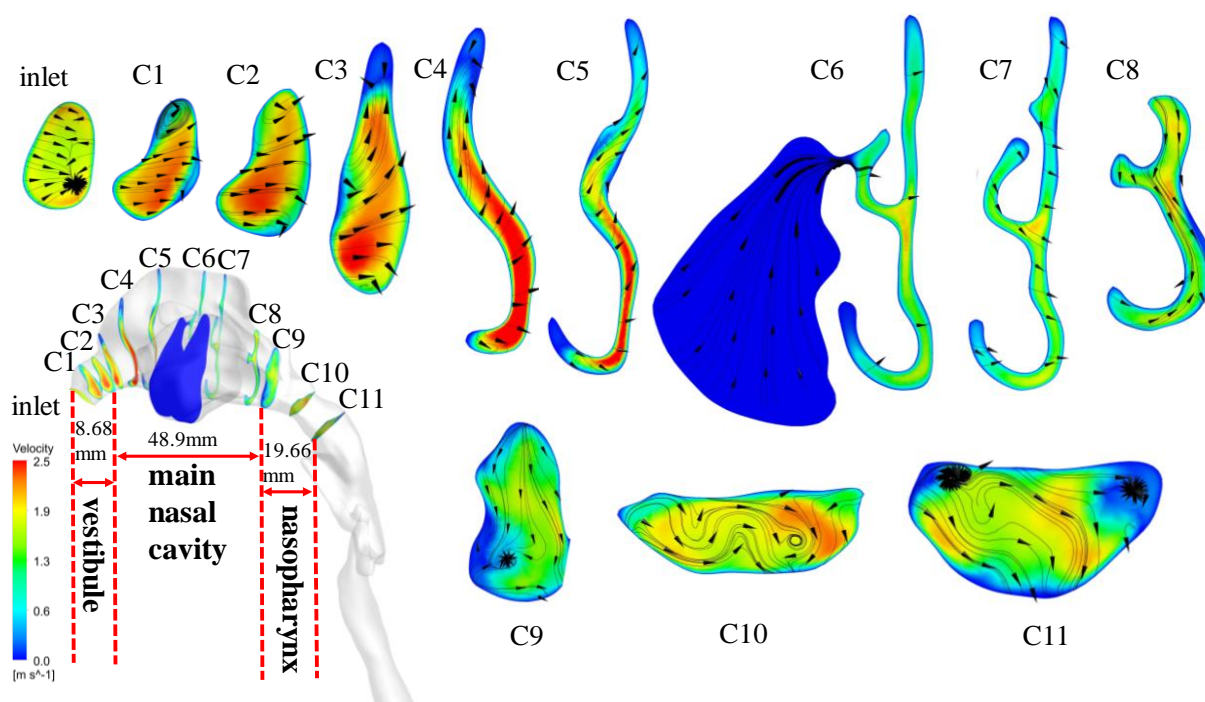 inlet
C1
C2
C3
C4
C5
C6
C7
C8
C1
C2
C3
C4
C5
C6
C7
C8
C9
C10
C11
inlet
8.68
mm
48.9mm
19.66
mm
vestibule
main
nasal
cavity
nasopharynx
Velocity
2.5
1.9
1.3
0.6
0.0
[m s^-1]
C9
C10
C11